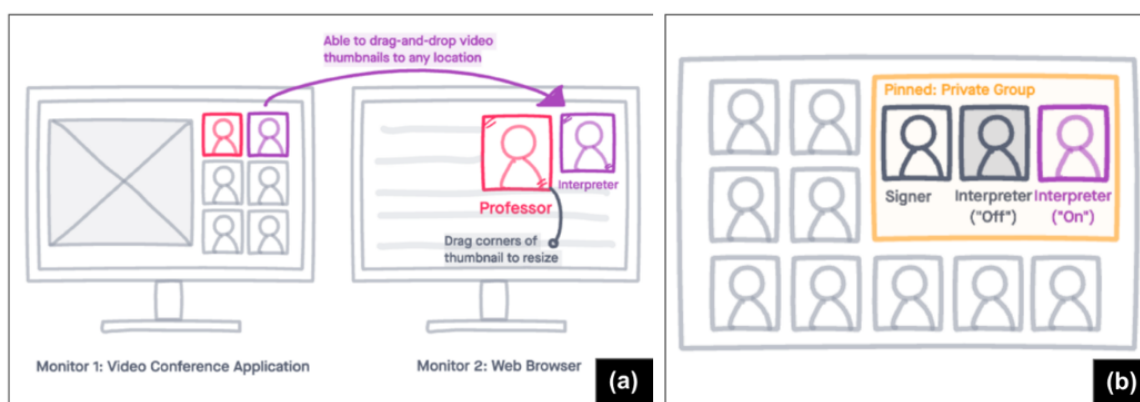 Able to drag-and-drop video
thumbnails to any location
Interpreter
Professor
Drag corners of
thumbnail to resize
Monitor 1: Video Conference Application
Monitor 2: Web Browser
(a)
Pinned: Private Group
Signer
Interpreter
("Off")
Interpreter
("On")
(b)